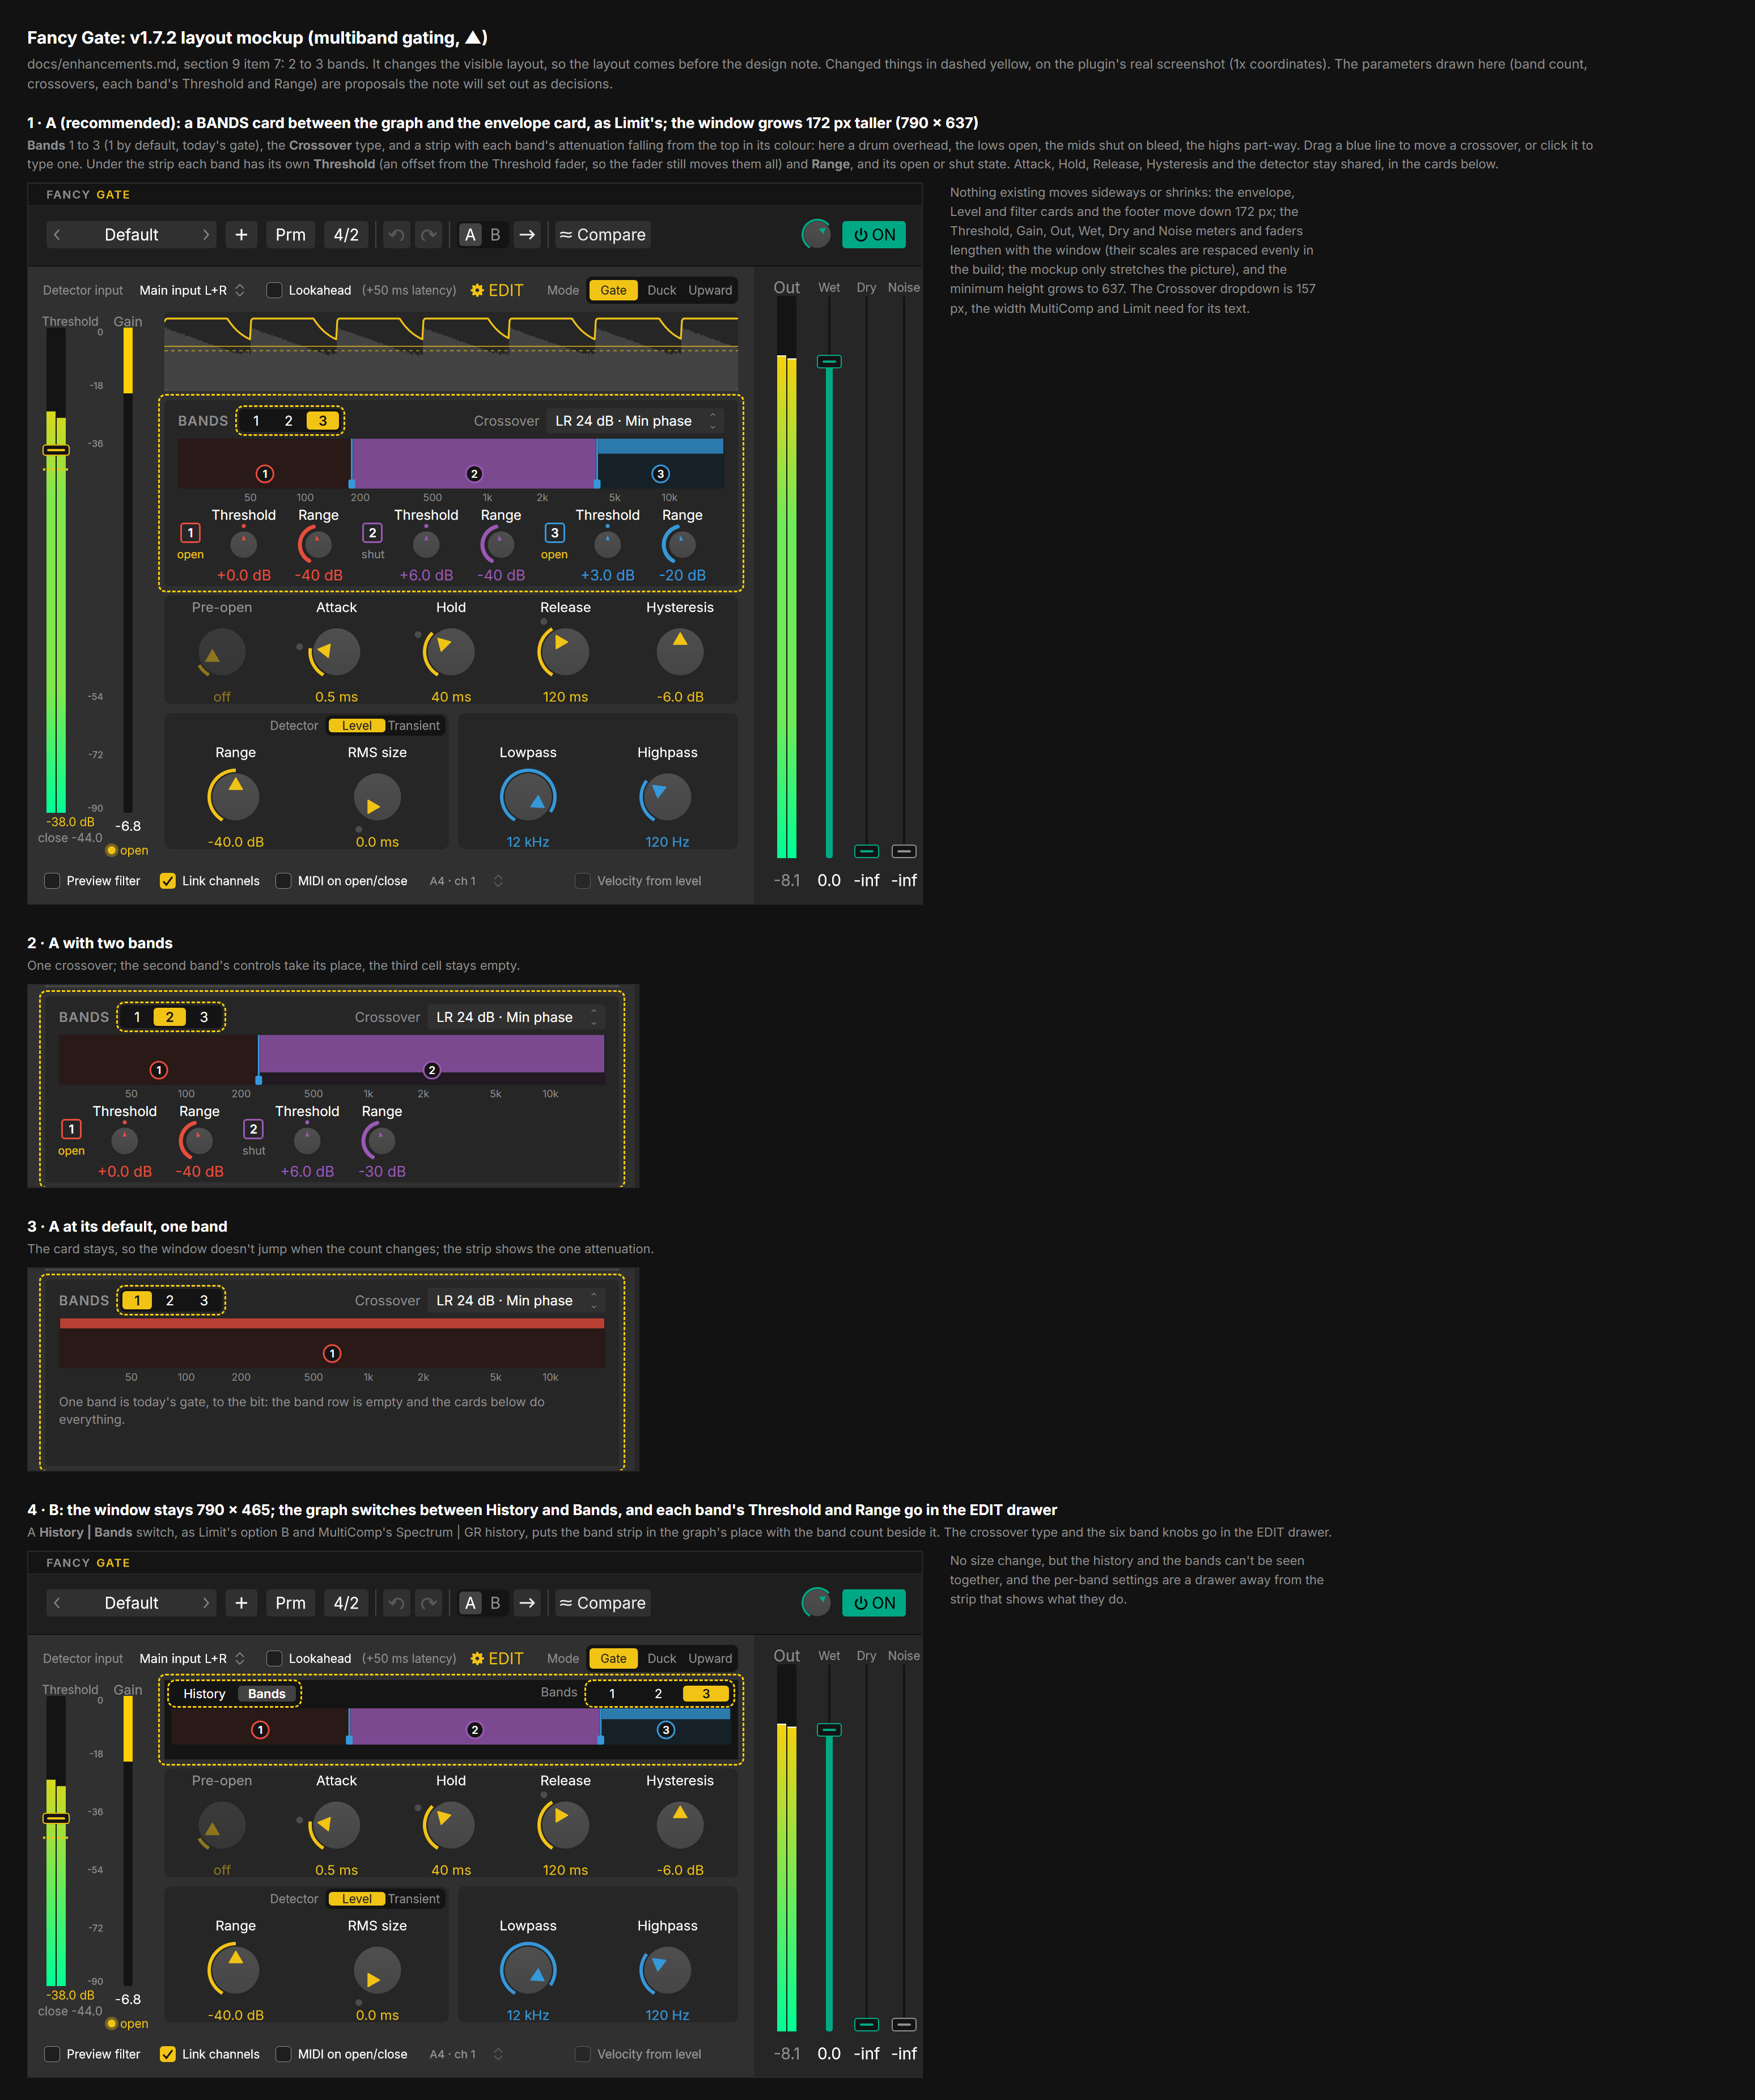 Fancy Gate: v1.7.2 layout mockup (multiband gating, ▲)
docs/enhancements.md, section 9 item 7: 2 to 3 bands. It changes the visible layout, so the layout comes before the design note. Changed things in dashed yellow, on the plugin's real screenshot (1x coordinates). The parameters drawn here (band count,
crossovers, each band's Threshold and Range) are proposals the note will set out as decisions.
1 · A (recommended): a BANDS card between the graph and the envelope card, as Limit's; the window grows 172 px taller (790 × 637)
Bands 1 to 3 (1 by default, today's gate), the Crossover type, and a strip with each band's attenuation falling from the top in its colour: here a drum overhead, the lows open, the mids shut on bleed, the highs part-way. Drag a blue line to move a crossover, or click it to
type one. Under the strip each band has its own Threshold (an offset from the Threshold fader, so the fader still moves them all) and Range, and its open or shut state. Attack, Hold, Release, Hysteresis and the detector stay shared, in the cards below.
FANCY GATE
Default + Prm 4/2 A B → ≈ Compare ON
Detector input Main input L+R Lookahead (+50 ms latency) EDIT Mode Gate Duck Upward Out Wet Dry Noise
Threshold Gain
0
-18
-36
-54
-72
-90
BANDS 1 2 3 Crossover LR 24 dB · Min phase
1 2 3
50 100 200 500 1k 2k 5k 10k
Threshold Range Threshold Range Threshold Range
1 2 3
open shut open
+0.0 dB -40 dB +6.0 dB -40 dB +3.0 dB -20 dB
Pre-open Attack Hold Release Hysteresis
off 0.5 ms 40 ms 120 ms -6.0 dB
Detector Level Transient
Range RMS size Lowpass Highpass
-40.0 dB 0.0 ms 12 kHz 120 Hz
-38.0 dB -6.8
close -44.0
open
Preview filter Link channels MIDI on open/close A4 · ch 1 Velocity from level -8.1 0.0 -inf -inf
Nothing existing moves sideways or shrinks: the envelope,
Level and filter cards and the footer move down 172 px; the
Threshold, Gain, Out, Wet, Dry and Noise meters and faders
lengthen with the window (their scales are respaced evenly in
the build; the mockup only stretches the picture), and the
minimum height grows to 637. The Crossover dropdown is 157
px, the width MultiComp and Limit need for its text.
2 · A with two bands
One crossover; the second band's controls take its place, the third cell stays empty.
BANDS 1 2 3 Crossover LR 24 dB · Min phase
1 2
50 100 200 500 1k 2k 5k 10k
Threshold Range Threshold Range
1 2
open shut
+0.0 dB -40 dB +6.0 dB -30 dB
3 · A at its default, one band
The card stays, so the window doesn't jump when the count changes; the strip shows the one attenuation.
BANDS 1 2 3 Crossover LR 24 dB · Min phase
1
50 100 200 500 1k 2k 5k 10k
One band is today's gate, to the bit: the band row is empty and the cards below do
everything.
4 · B: the window stays 790 × 465; the graph switches between History and Bands, and each band's Threshold and Range go in the EDIT drawer
A History | Bands switch, as Limit's option B and MultiComp's Spectrum | GR history, puts the band strip in the graph's place with the band count beside it. The crossover type and the six band knobs go in the EDIT drawer.
FANCY GATE
Default + Prm 4/2 A B → ≈ Compare ON
Detector input Main input L+R Lookahead (+50 ms latency) EDIT Mode Gate Duck Upward Out Wet Dry Noise
Threshold Gain
0
-18
-36
-54
-72
-90
History Bands Bands 1 2 3
1 2 3
Pre-open Attack Hold Release Hysteresis
off 0.5 ms 40 ms 120 ms -6.0 dB
Detector Level Transient
Range RMS size Lowpass Highpass
-40.0 dB 0.0 ms 12 kHz 120 Hz
-38.0 dB -6.8
close -44.0
open
Preview filter Link channels MIDI on open/close A4 · ch 1 Velocity from level -8.1 0.0 -inf -inf
No size change, but the history and the bands can't be seen
together, and the per-band settings are a drawer away from the
strip that shows what they do.